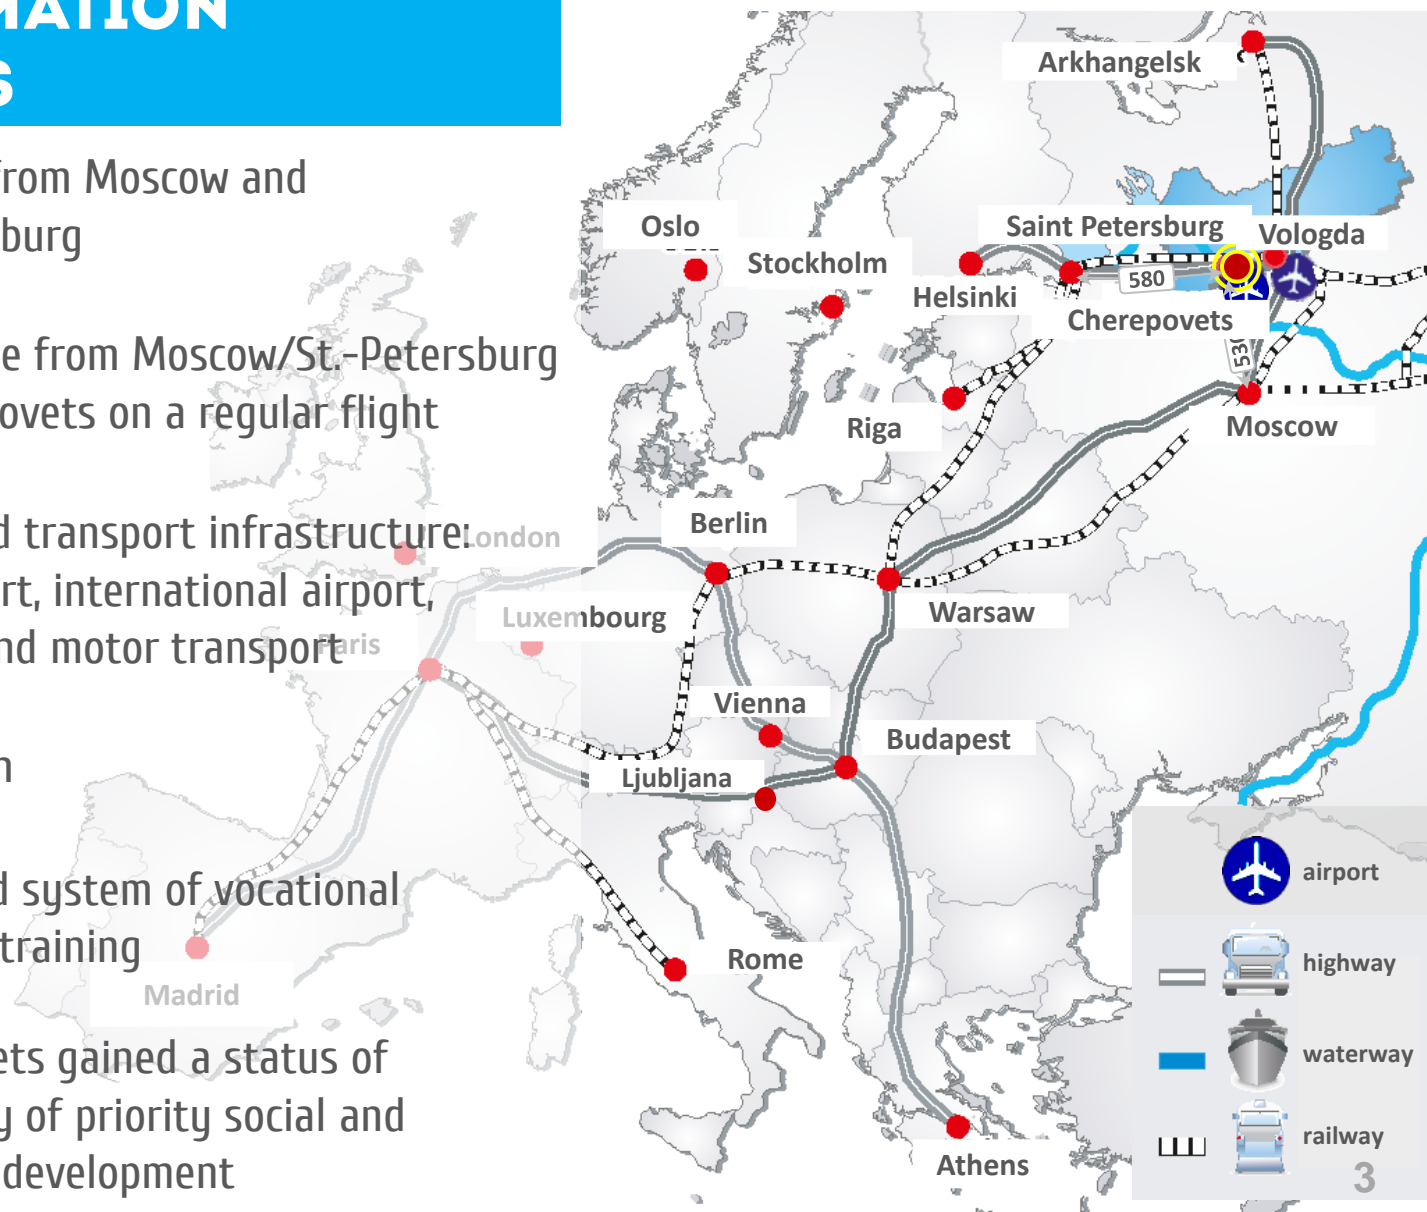 MATION
S
from Moscow and
burg
e from Moscow/St.-Petersburg
ovets on a regular flight
d transport infrastructure:
rt, international airport,
nd motor transport
n
d system of vocational
training
ets gained a status of
y of priority social and
development
Arkhangelsk
Oslo
Saint Petersburg
Vologda
Stockholm
580
Helsinki
Cherepovets
530
Riga
Moscow
Berlin
London
Luxembourg
Warsaw
Paris
Vienna
Budapest
Ljubljana
Rome
Madrid
Athens
airport
highway
waterway
railway
3